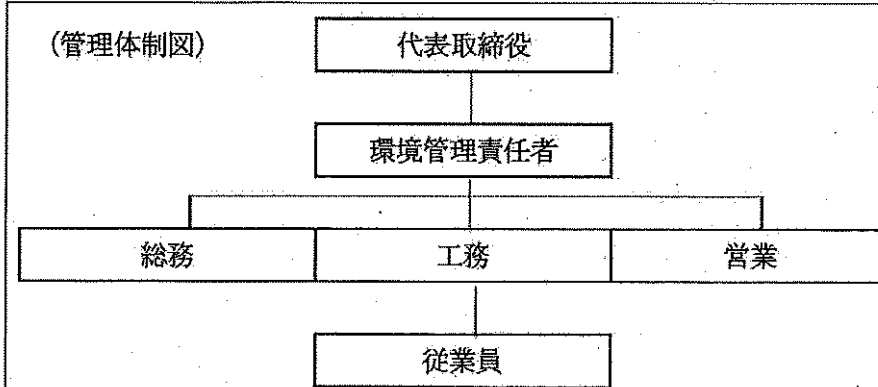 (管理体制図)
代表取締役
環境管理責任者
総務
工務
営業
従業員